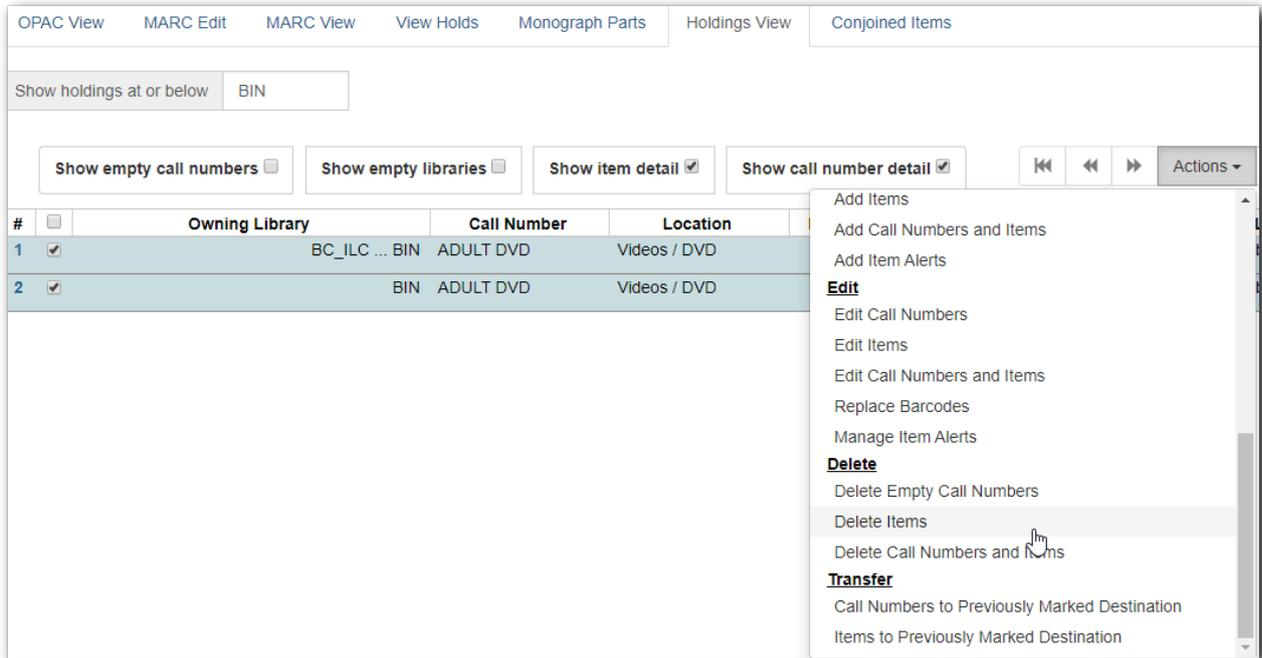 OPAC View MARC Edit MARC View View Holds Monograph Parts Holdings View Conjoined Items
Show holdings at or below BIN
Show empty call numbers Show empty libraries Show item detail Show call number detail Actions
# Owning Library Call Number Location
1 BC_ILC ... BIN ADULT DVD Videos / DVD
2 BIN ADULT DVD Videos / DVD
Add Items
Add Call Numbers and Items
Add Item Alerts
Edit
Edit Call Numbers
Edit Items
Edit Call Numbers and Items
Replace Barcodes
Manage Item Alerts
Delete
Delete Empty Call Numbers
Delete Items
Delete Call Numbers and Items
Transfer
Call Numbers to Previously Marked Destination
Items to Previously Marked Destination